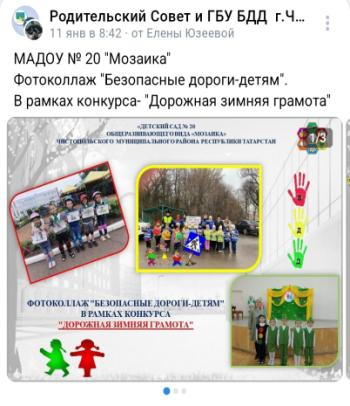 Родительский Совет и ГБУ БДД г.Ч...
11 янв в 8:42 · от Елены Юзеевой
МАДОУ № 20 "Мозаика"
Фотоколлаж "Безопасные дороги-детям".
В рамках конкурса- "Дорожная зимняя грамота"
«ДЕТСКИЙ САД № 20
ОБЩЕРАЗВИВАЮЩЕГО ВИДА «МОЗАИКА»
ЧИСТОПОЛЬСКОГО МУНИЦИПАЛЬНОГО РАЙОНА РЕСПУБЛИКИ ТАТАРСТАН
1/3
ФОТОКОЛЛАЖ "БЕЗОПАСНЫЕ ДОРОГИ-ДЕТЯМ"
В РАМКАХ КОНКУРСА
"ДОРОЖНАЯ ЗИМНЯЯ ГРАМОТА"